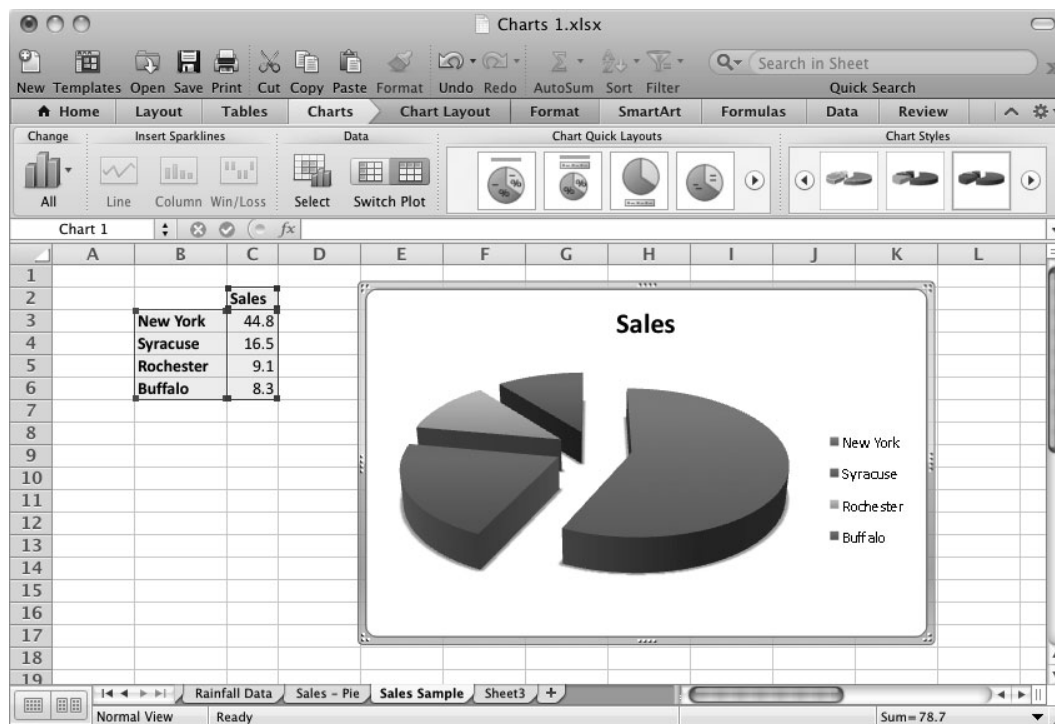 Charts 1.xlsx
New Templates Open Save Print Cut Copy Paste Format Undo Redo AutoSum Sort Filter Quick Search
Search in Sheet
Home Layout Tables Charts Chart Layout Format SmartArt Formulas Data Review
Change Insert Sparklines Data Chart Quick Layouts Chart Styles
All Line Column Win/Loss Select Switch Plot
Chart 1 fx
A B C D E F G H I J K L
1
2 Sales
3 New York 44.8
4 Syracuse 16.5
5 Rochester 9.1
6 Buffalo 8.3
7
8
9
10
11
12
13
14
15
16
17
18
19
Sales
New York
Syracuse
Rochester
Buffalo
Rainfall Data Sales - Pie Sales Sample Sheet3 +
Normal View Ready Sum=78.7